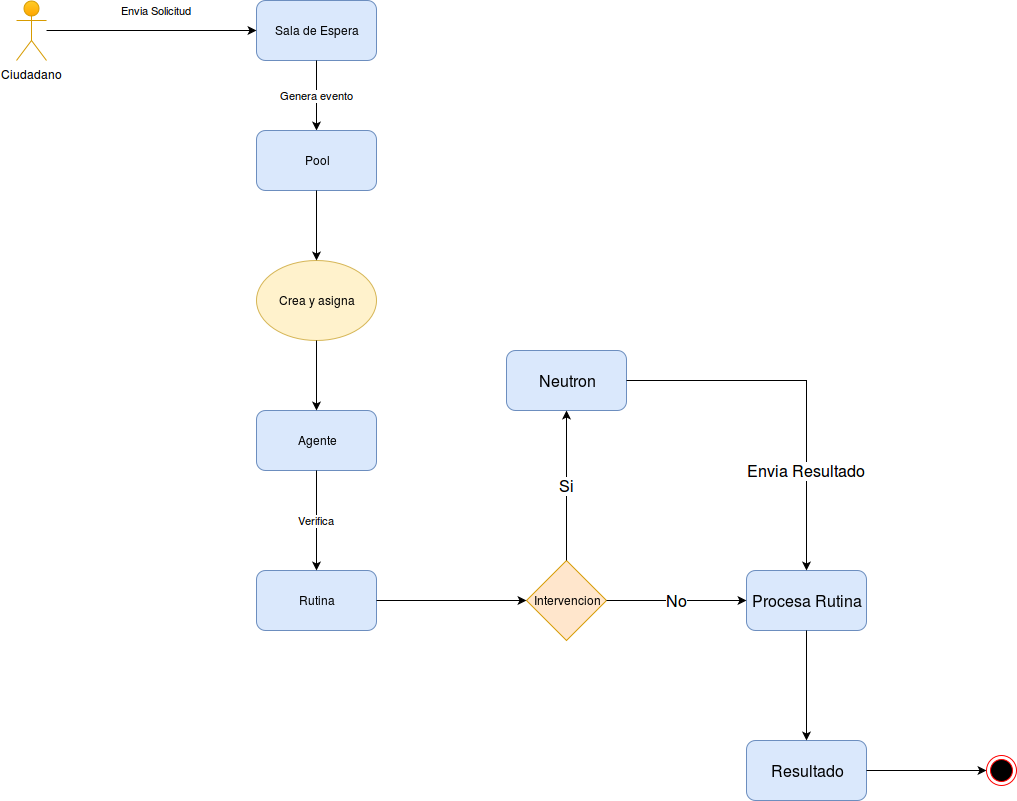 Envia Solicitud
Sala de Espera
Ciudadano
Genera evento
Pool
Crea y asigna
Neutron
Agente
Envia Resultado
Si
Verifica
Rutina
Intervencion
No
Procesa Rutina
Resultado